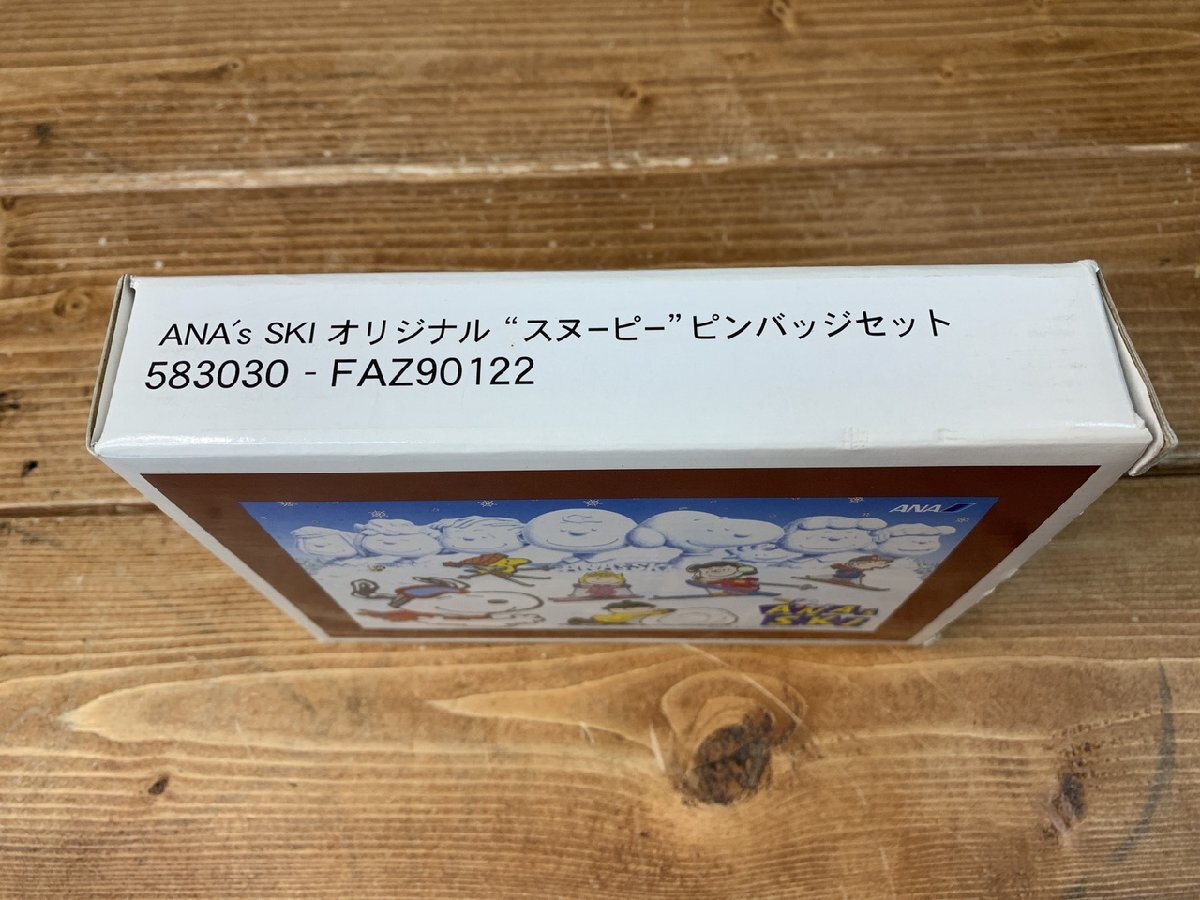 ANA's SKI オリジナル “スヌーピー” ピンバッジセット
583030 - FAZ90122
ANA
ANA's
SKI